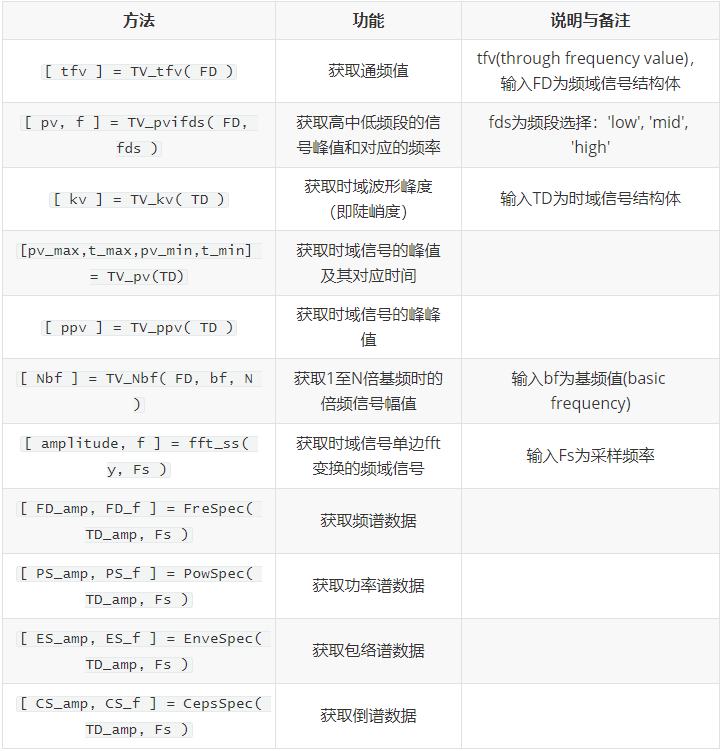 方法 功能 说明与备注
[ tfv ] = TV_tfv( FD ) 获取通频值 tfv(through frequency value),
输入FD为频域信号结构体
[ pv, f ] = TV_pvifds( FD,
fds )
获取高中低频段的信
号峰值和对应的频率
fds为频段选择：'low', 'mid',
'high'
[ kv ] = TV_kv( TD )
获取时域波形峰度
（即陡峭度）
输入TD为时域信号结构体
[pv_max,t_max,pv_min,t_min]
= TV_pv(TD)
获取时域信号的峰值
及其对应时间
[ ppv ] = TV_ppv( TD )
获取时域信号的峰峰
值
[ Nbf ] = TV_Nbf( FD, bf, N
)
获取1至N倍基频时的
倍频信号幅值
输入bf为基频值(basic
frequency)
[ amplitude, f ] = fft_ss(
y, Fs )
获取时域信号单边fft
变换的频域信号
输入Fs为采样频率
[ FD_amp, FD_f ] = FreSpec(
TD_amp, Fs )
获取频谱数据
[ PS_amp, PS_f ] = PowSpec(
TD_amp, Fs )
获取功率谱数据
[ ES_amp, ES_f ] = EnveSpec(
TD_amp, Fs )
获取包络谱数据
[ CS_amp, CS_f ] = CepsSpec(
TD_amp, Fs )
获取倒谱数据